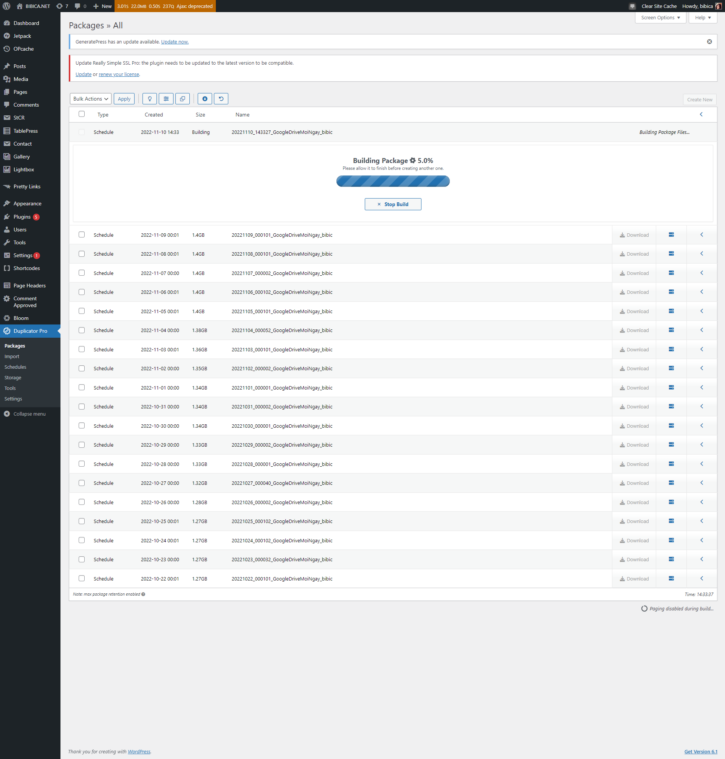 BIBICA.NET 7 0 New Ajax deprecated Clear Site Cache Howdy, bibica
Dashboard
Jetpack
OPcache
Posts
Media
Pages
Comments
StCR
TablePress
Contact
Gallery
Lightbox
Pretty Links
Appearance
Plugins
Users
Tools
Settings 1
Shortcodes
Page Headers
Comment
Approved
Bloom
Duplicator Pro
Packages
Import
Schedules
Storage
Tools
Settings
Collapse menu
Packages » All
Screen Options Help
GeneratePress has an update available. Update now.
Update Really Simple SSL Pro: the plugin needs to be updated to the latest version to be compatible.
Update or renew your license.
Bulk Actions Apply Create New
Type Created Size Name
Schedule 2022-11-10 14:33 Building 20221110_143327_GoogleDriveMoiNgay_bibic Building Package Files...
Building Package 5.0%
Please allow it to finish before creating another one.
Stop Build
Schedule 2022-11-09 00:01 1.4GB 20221109_000101_GoogleDriveMoiNgay_bibic Download
Schedule 2022-11-08 00:01 1.4GB 20221108_000101_GoogleDriveMoiNgay_bibic Download
Schedule 2022-11-07 00:00 1.4GB 20221107_000002_GoogleDriveMoiNgay_bibic Download
Schedule 2022-11-06 00:01 1.4GB 20221106_000102_GoogleDriveMoiNgay_bibic Download
Schedule 2022-11-05 00:01 1.4GB 20221105_000101_GoogleDriveMoiNgay_bibic Download
Schedule 2022-11-04 00:00 1.38GB 20221104_000052_GoogleDriveMoiNgay_bibic Download
Schedule 2022-11-03 00:01 1.36GB 20221103_000101_GoogleDriveMoiNgay_bibic Download
Schedule 2022-11-02 00:00 1.35GB 20221102_000002_GoogleDriveMoiNgay_bibic Download
Schedule 2022-11-01 00:00 1.34GB 20221101_000001_GoogleDriveMoiNgay_bibic Download
Schedule 2022-10-31 00:00 1.34GB 20221031_000002_GoogleDriveMoiNgay_bibic Download
Schedule 2022-10-30 00:00 1.34GB 20221030_000001_GoogleDriveMoiNgay_bibic Download
Schedule 2022-10-29 00:00 1.33GB 20221029_000002_GoogleDriveMoiNgay_bibic Download
Schedule 2022-10-28 00:00 1.33GB 20221028_000001_GoogleDriveMoiNgay_bibic Download
Schedule 2022-10-27 00:00 1.32GB 20221027_000040_GoogleDriveMoiNgay_bibic Download
Schedule 2022-10-26 00:00 1.28GB 20221026_000002_GoogleDriveMoiNgay_bibic Download
Schedule 2022-10-25 00:01 1.27GB 20221025_000102_GoogleDriveMoiNgay_bibic Download
Schedule 2022-10-24 00:01 1.27GB 20221024_000102_GoogleDriveMoiNgay_bibic Download
Schedule 2022-10-23 00:00 1.27GB 20221023_000032_GoogleDriveMoiNgay_bibic Download
Schedule 2022-10-22 00:01 1.27GB 20221022_000101_GoogleDriveMoiNgay_bibic Download
Note: max package retention enabled Time:
Paging disabled during build...
Thank you for creating with WordPress. Get Version 6.1